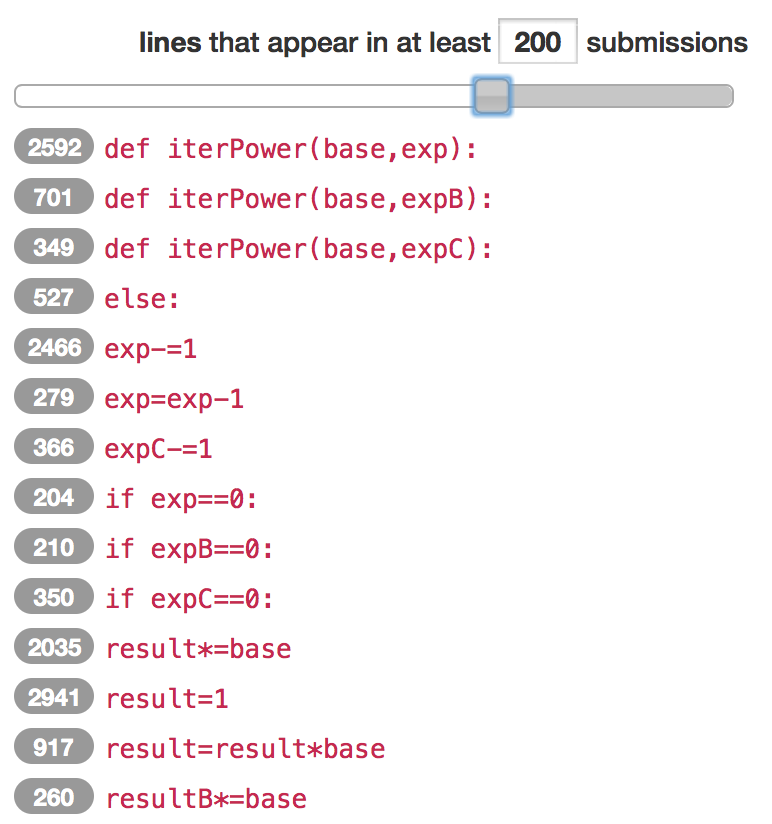 lines that appear in at least 200 submissions
2592 def iterPower(base,exp):
701 def iterPower(base,expB):
349 def iterPower(base,expC):
527 else:
2466 exp-=1
279 exp=exp-1
366 expC-=1
204 if exp==0:
210 if expB==0:
350 if expC==0:
2035 result*=base
2941 result=1
917 result=result*base
260 resultB*=base